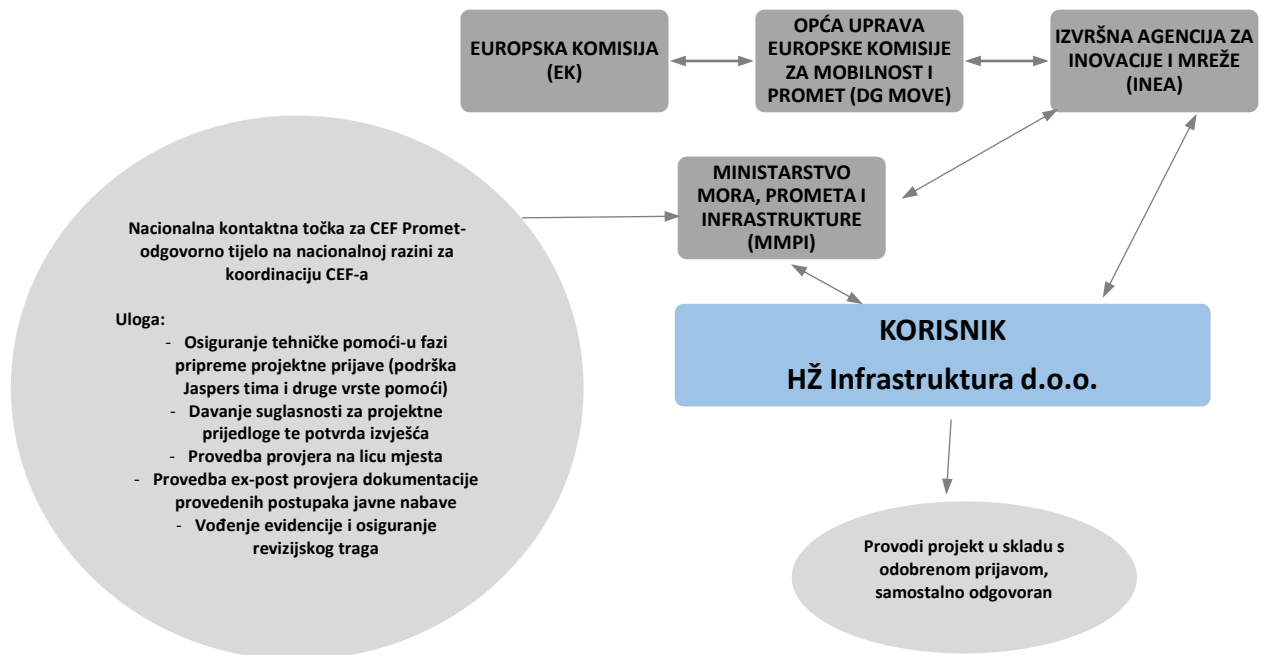 EUROPSKA KOMISIJA
(EK)
OPĆA UPRAVA
EUROPSKE KOMISIJE
ZA MOBILNOST I
PROMET (DG MOVE)
IZVRŠNA AGENCIJA ZA
INOVACIJE I MREŽE
(INEA)
MINISTARSTVO
MORA, PROMETA I
INFRASTRUKTURE
(MMPI)
Nacionalna kontaktna točka za CEF Promet-
odgovorno tijelo na nacionalnoj razini za
koordinaciju CEF-a
Uloga:
- Osiguranje tehničke pomoći-u fazi
pripreme projektne prijave (podrška
Jaspers tima i druge vrste pomoći)
- Davanje suglasnosti za projektne
prijedloge te potvrda izvješća
- Provedba provjera na licu mjesta
- Provedba ex-post provjera dokumentacije
provedenih postupaka javne nabave
- Vođenje evidencije i osiguranje
revizijskog traga
KORISNIK
HŽ Infrastruktura d.o.o.
Provodi projekt u skladu s
odobrenom prijavom,
samostalno odgovoran